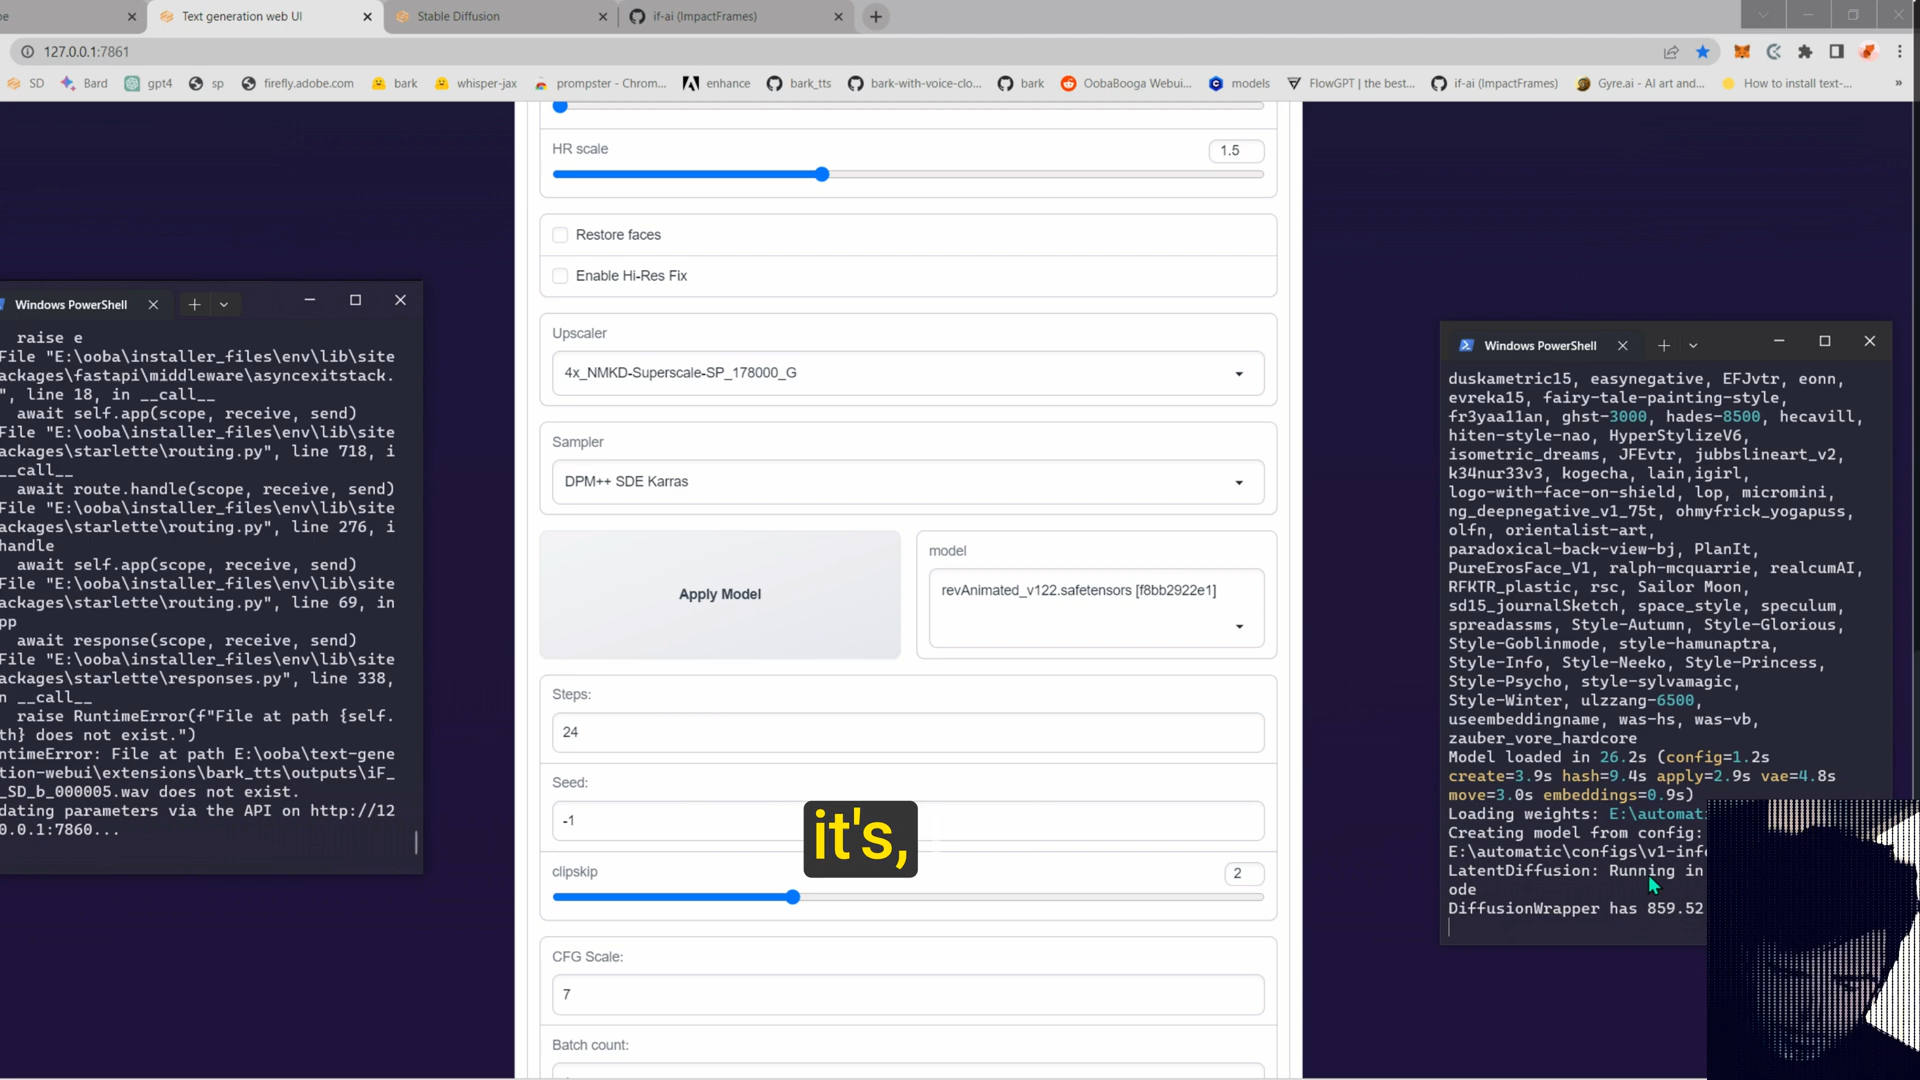 Text generation web UI
Stable Diffusion
if-ai (ImpactFrames)
127.0.0.1:7861
SD
Bard
gpt4
sp
firefly.adobe.com
bark
whisper-jax
prompster - Chrom...
enhance
bark_tts
bark-with-voice-clo...
bark
OobaBooga Webui...
models
FlowGPT | the best...
if-ai (ImpactFrames)
Gyre.ai - AI art and...
How to install text-...
»
HR scale
1.5
Restore faces
Enable Hi-Res Fix
Upscaler
4x_NMKD-Superscale-SP_178000_G
Sampler
DPM++ SDE Karras
Apply Model
model
revAnimated_v122.safetensors [f8bb2922e1]
Steps:
24
Seed:
-1
it's,
clipskip
2
CFG Scale:
7
Batch count:
Windows PowerShell
raise e
File "E:\ooba\installer_files\env\lib\site
ackages\fastapi\middleware\asyncexitstack.
", line 18, in __call__
await self.app(scope, receive, send)
File "E:\ooba\installer_files\env\lib\site
ackages\starlette\routing.py", line 718, i
__call__
await route.handle(scope, receive, send)
File "E:\ooba\installer_files\env\lib\site
ackages\starlette\routing.py", line 276, i
handle
await self.app(scope, receive, send)
File "E:\ooba\installer_files\env\lib\site
ackages\starlette\routing.py", line 69, in
pp
await response(scope, receive, send)
File "E:\ooba\installer_files\env\lib\site
ackages\starlette\responses.py", line 338,
n __call__
raise RuntimeError(f"File at path {self.
th} does not exist.")
ntimeError: File at path E:\ooba\text-gene
tion-webui\extensions\bark_tts\outputs\iF_
_SD_b_000005.wav does not exist.
dating parameters via the API on http://12
0.0.1:7860...
Windows PowerShell
duskametric15, easynegative, EFJvtr, eonn,
evreka15, fairy-tale-painting-style,
fr3yaa11an, ghst-3000, hades-8500, hecavill,
hiten-style-nao, HyperStylizeV6,
isometric_dreams, JFEvtr, jubbslineart_v2,
k34nur33v3, kogecha, lain,igirl,
logo-with-face-on-shield, lop, micromini,
ng_deepnegative_v1_75t, ohmyfrick_yogapuss,
olfn, orientalist-art,
paradoxical-back-view-bj, PlanIt,
PureErosFace_V1, ralph-mcquarrie, realcumAI,
RFKTR_plastic, rsc, Sailor Moon,
sd15_journalSketch, space_style, speculum,
spreadassms, Style-Autumn, Style-Glorious,
Style-Goblinmode, style-hamunaptra,
Style-Info, Style-Neeko, Style-Princess,
Style-Psycho, style-sylvamagic,
Style-Winter, ulzzang-6500,
useembeddingname, was-hs, was-vb,
zauber_vore_hardcore
Model loaded in 26.2s (config=1.2s
create=3.9s hash=9.4s apply=2.9s vae=4.8s
move=3.0s embeddings=0.9s)
Loading weights: E:\automati
Creating model from config:
E:\automatic\configs\v1-infe
LatentDiffusion: Running in
ode
DiffusionWrapper has 859.52